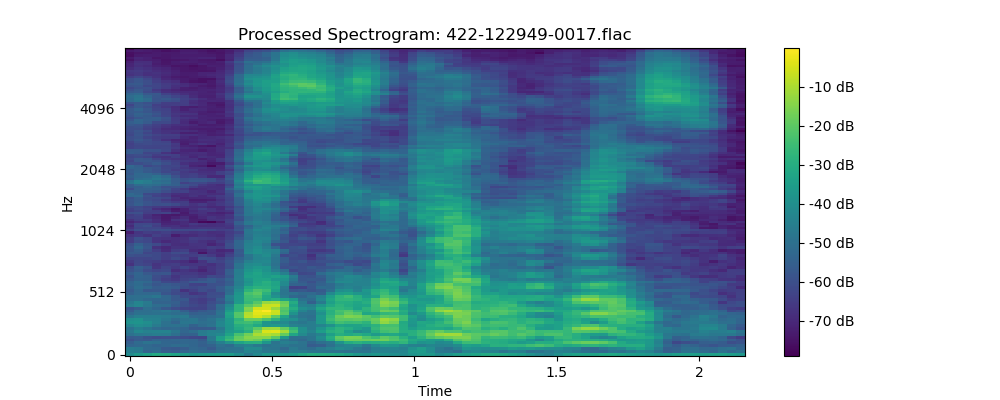 Processed Spectrogram: 422-122949-0017.flac
Hz
4096
2048
1024
512
0
0
0.5
1
1.5
2
Time
-10 dB
-20 dB
-30 dB
-40 dB
-50 dB
-60 dB
-70 dB